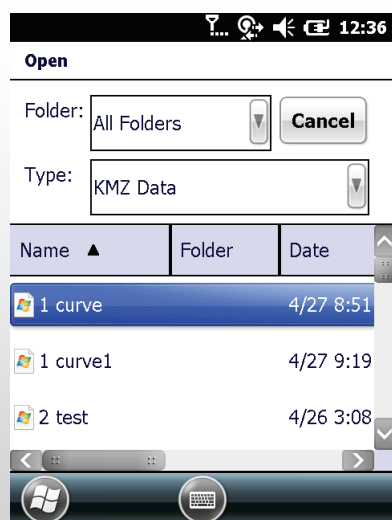 12:36
Open
Folder: All Folders Cancel
Type: KMZ Data
Name Folder Date
1 curve 4/27 8:51
1 curve1 4/27 9:19
2 test 4/26 3:08